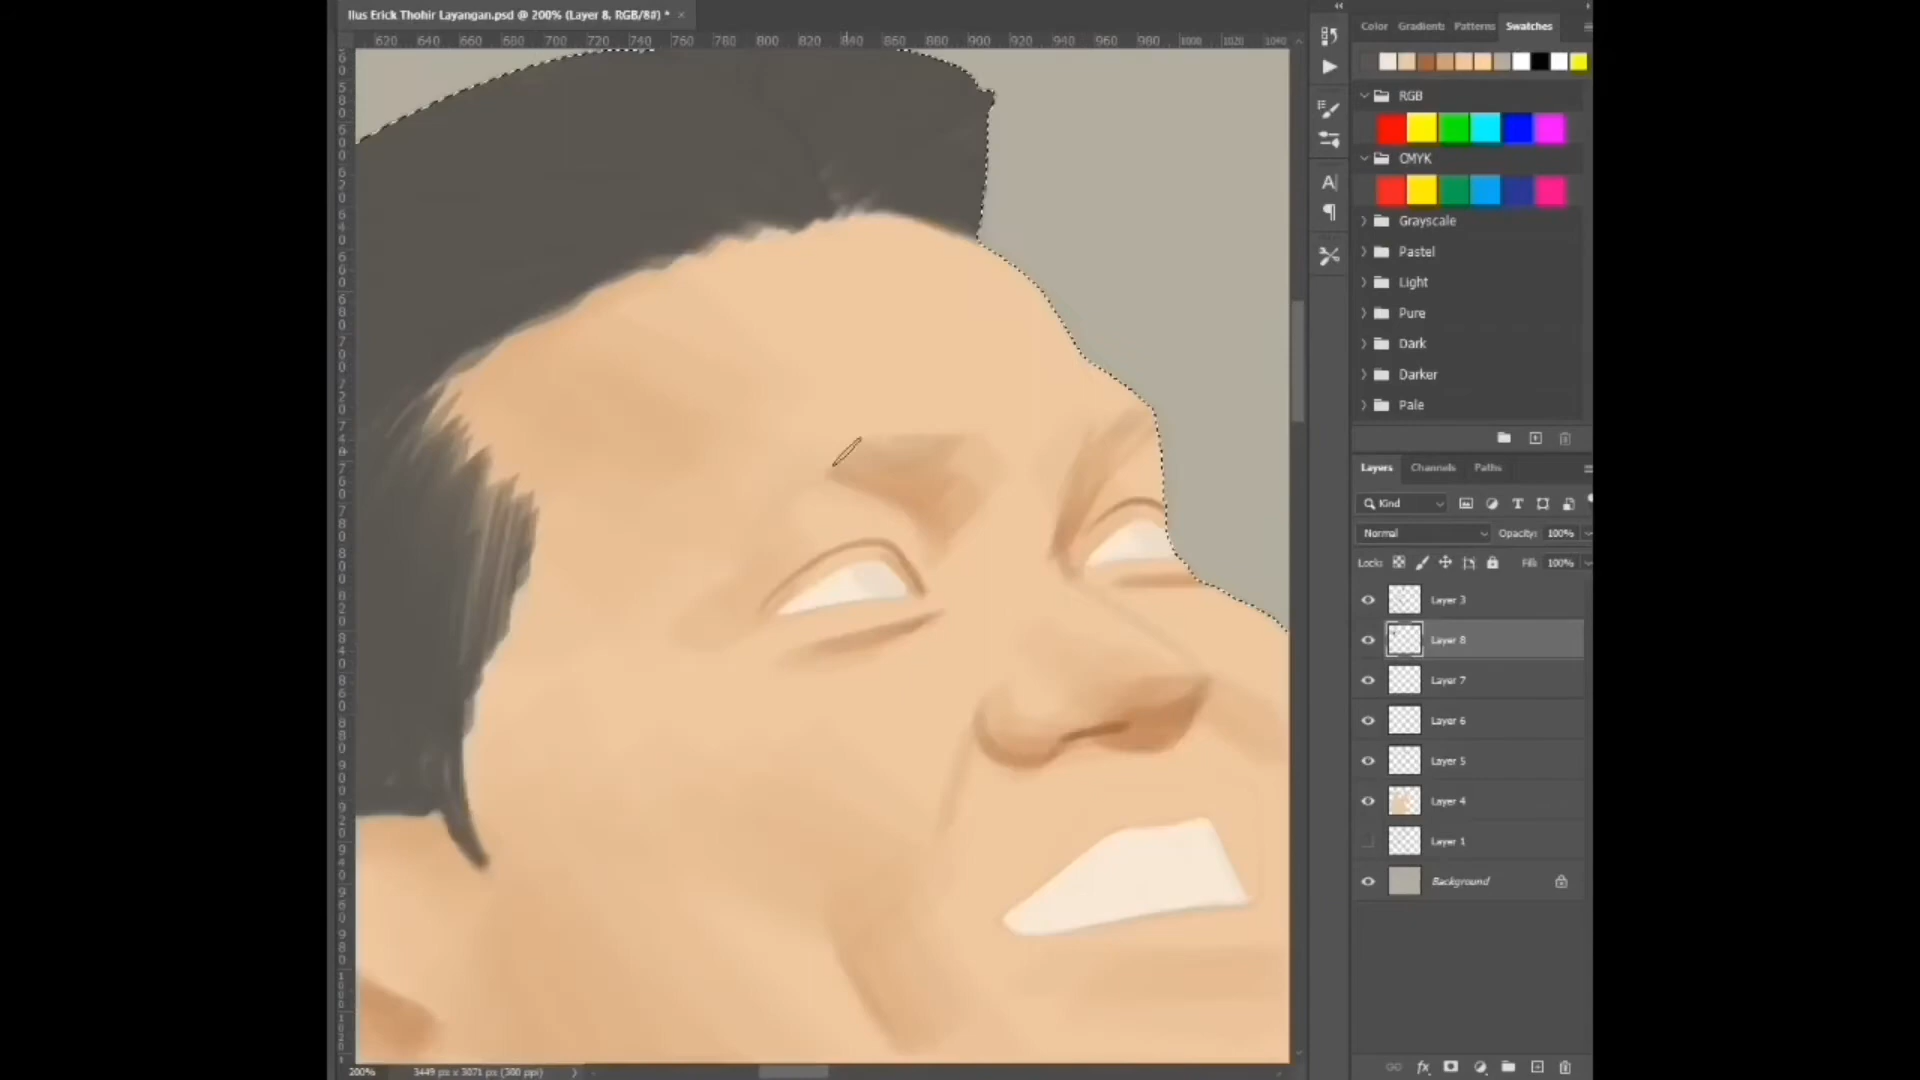 Ilus Erick Thohir Layangan.psd @ 200% (Layer 8, RGB/8#) *
620 640 660 680 700 720 740 760 780 800 820 840 860 880 900 920 940 960 980 1000 1020 1040
Color Gradients Patterns Swatches
RGB
CMYK
Grayscale
Pastel
Light
Pure
Dark
Darker
Pale
Layers Channels Paths
Kind
Normal Opacity: 100%
Lock: Fill: 100%
Layer 3
Layer 8
Layer 7
Layer 6
Layer 5
Layer 4
Layer 1
Background
200% 3449 px x 3071 px (300 ppi)